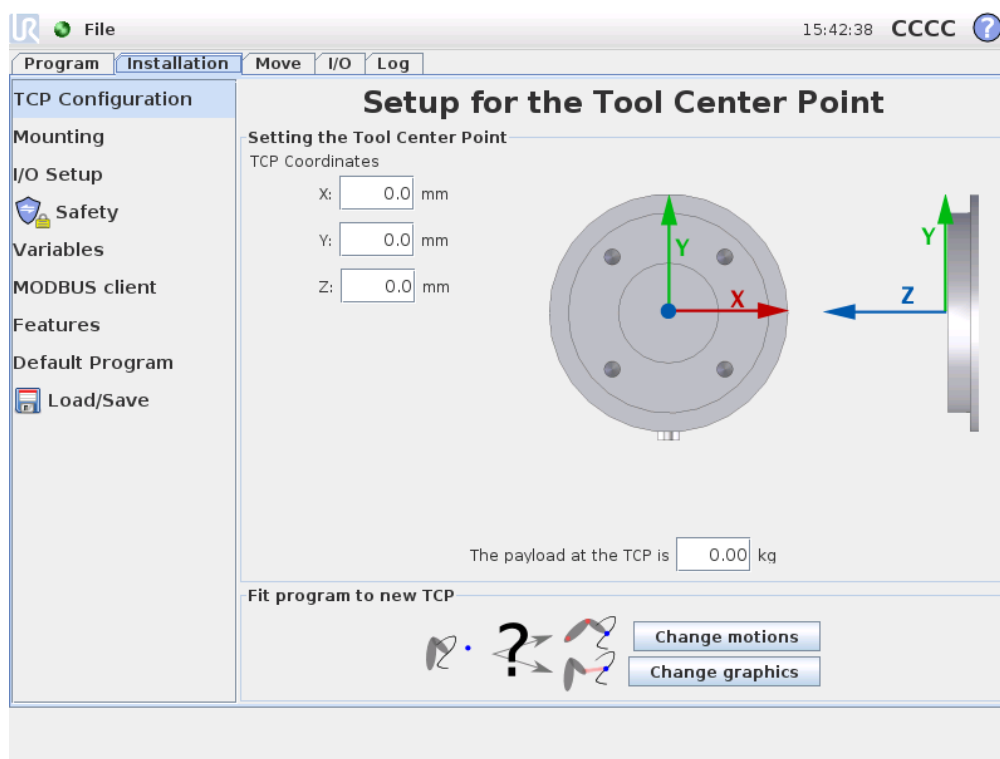 UR File 15:42:38 CCCC ?
Program Installation Move I/O Log
TCP Configuration
Mounting
I/O Setup
Safety
Variables
MODBUS client
Features
Default Program
Load/Save
Setup for the Tool Center Point
Setting the Tool Center Point
TCP Coordinates
X: 0.0 mm
Y: 0.0 mm
Z: 0.0 mm
Y
X
Y
Z
The payload at the TCP is 0.00 kg
Fit program to new TCP
?
Change motions
Change graphics